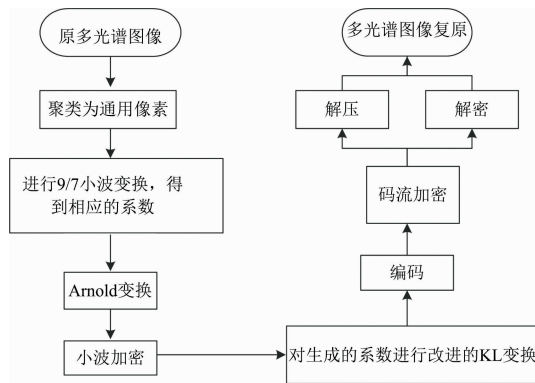 原多光谱图像
聚类为通用像素
进行9/7小波变换，得
到相应的系数
Arnold变换
小波加密
对生成的系数进行改进的KL变换
编码
码流加密
解压
解密
多光谱图像复原